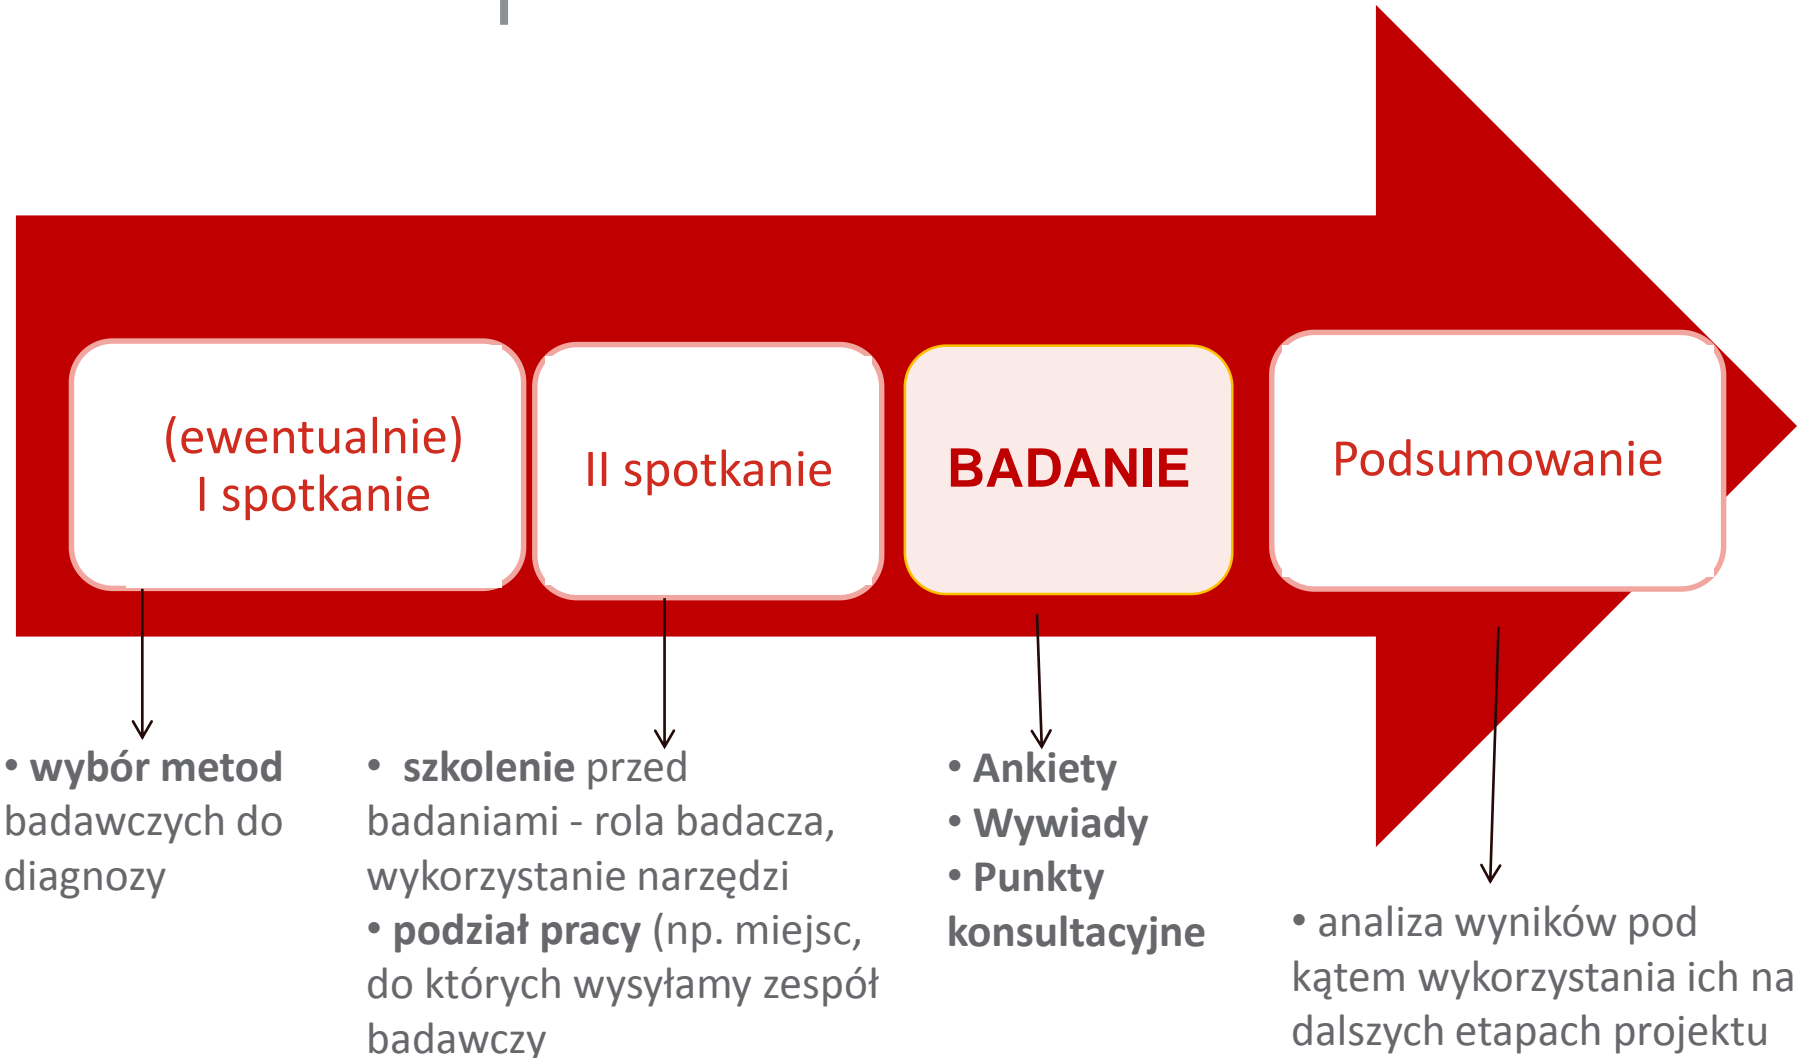 (ewentualnie)
I spotkanie
II spotkanie
BADANIE
Podsumowanie
• wybór metod
badawczych do
diagnozy
• szkolenie przed
badaniami - rola badacza,
wykorzystanie narzędzi
• podział pracy (np. miejsc,
do których wysyłamy zespół
badawczy
• Ankiety
• Wywiady
• Punkty
konsultacyjne
• analiza wyników pod
kątem wykorzystania ich na
dalszych etapach projektu